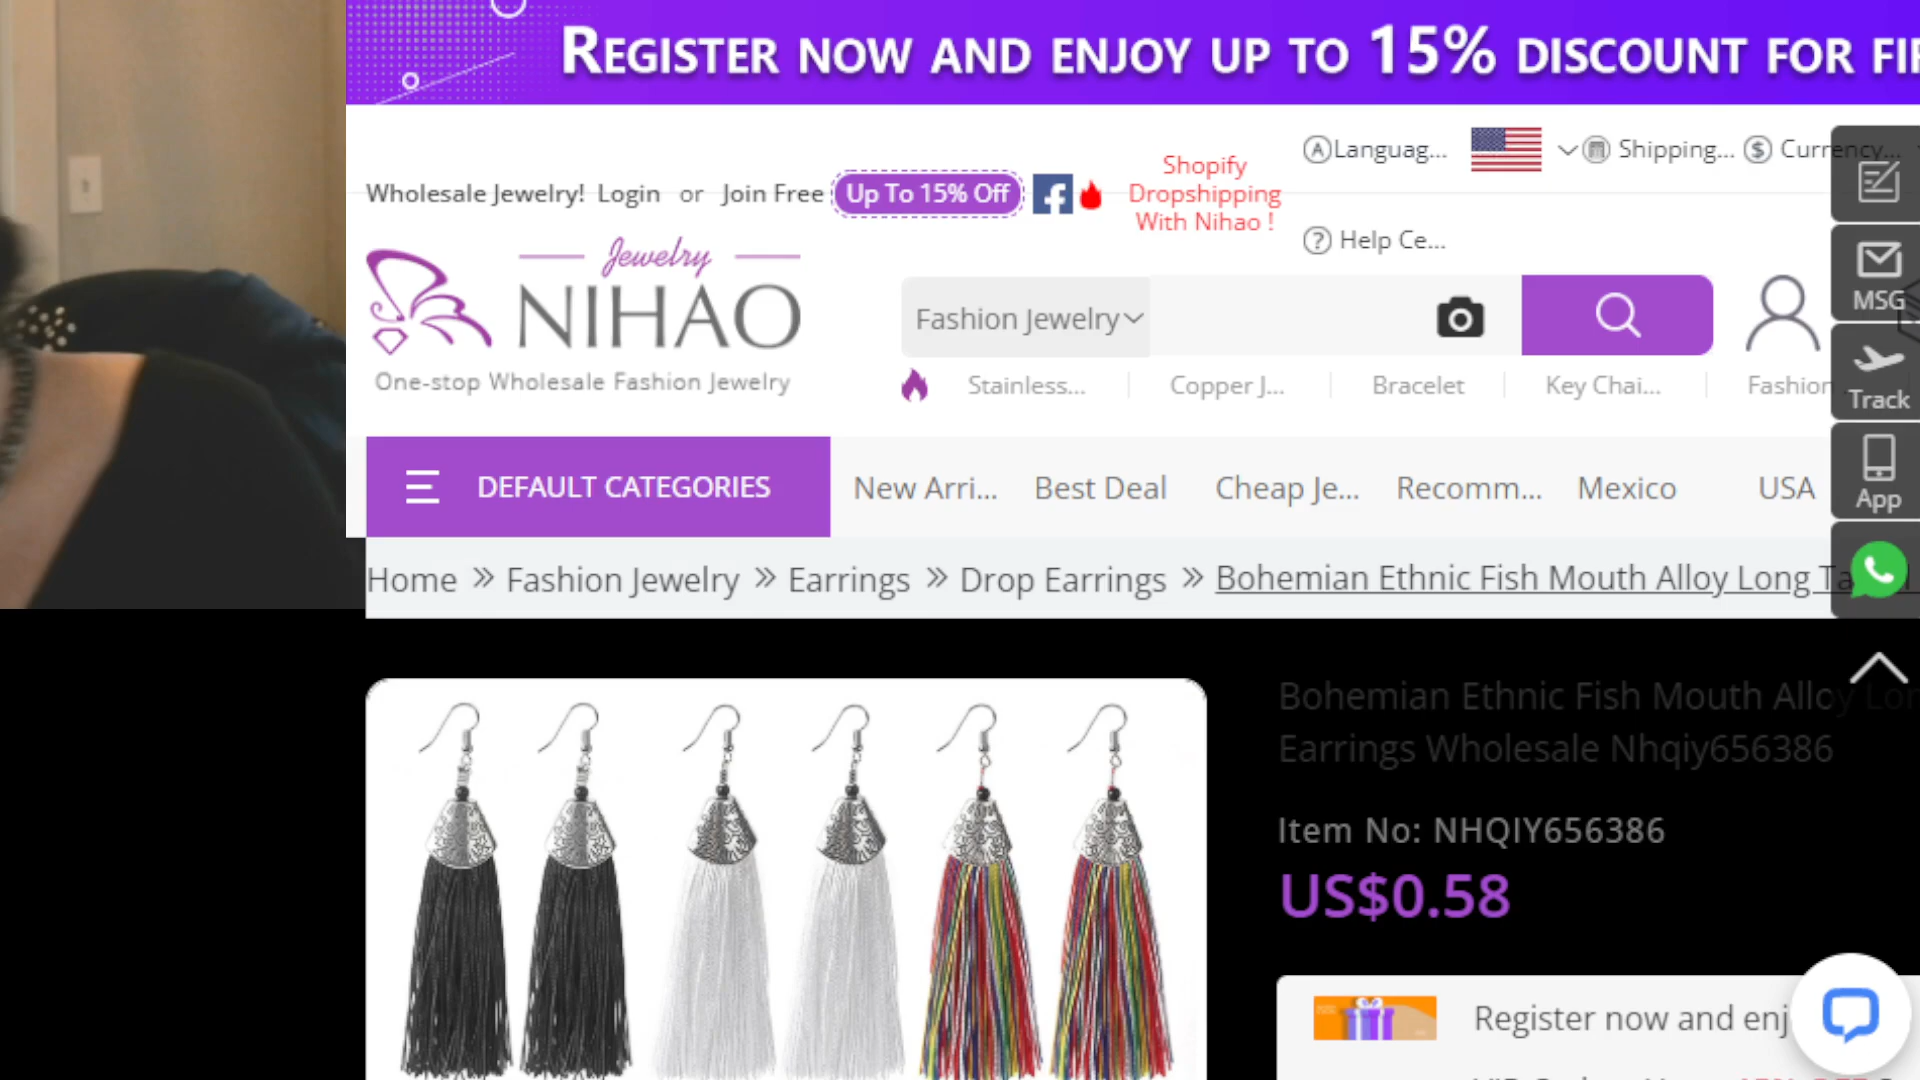 REGISTER NOW AND ENJOY UP TO 15% DISCOUNT FOR
Wholesale Jewelry! Login or Join Free Up To 15% Off
Shopify
Dropshipping
With Nihao !
Languag...
Shipping...
Currency...
Help Ce...
Jewelry
NIHAO
One-stop Wholesale Fashion Jewelry
Fashion Jewelry
Stainless... Copper J... Bracelet Key Chai... Fashion
MSG
Track
App
DEFAULT CATEGORIES New Arri... Best Deal Cheap Je... Recomm... Mexico USA
Home » Fashion Jewelry » Earrings » Drop Earrings » Bohemian Ethnic Fish Mouth Alloy Long
Bohemian Ethnic Fish Mouth Alloy
Earrings Wholesale Nhqiy656386
Item No: NHQIY656386
US$0.58
Register now and